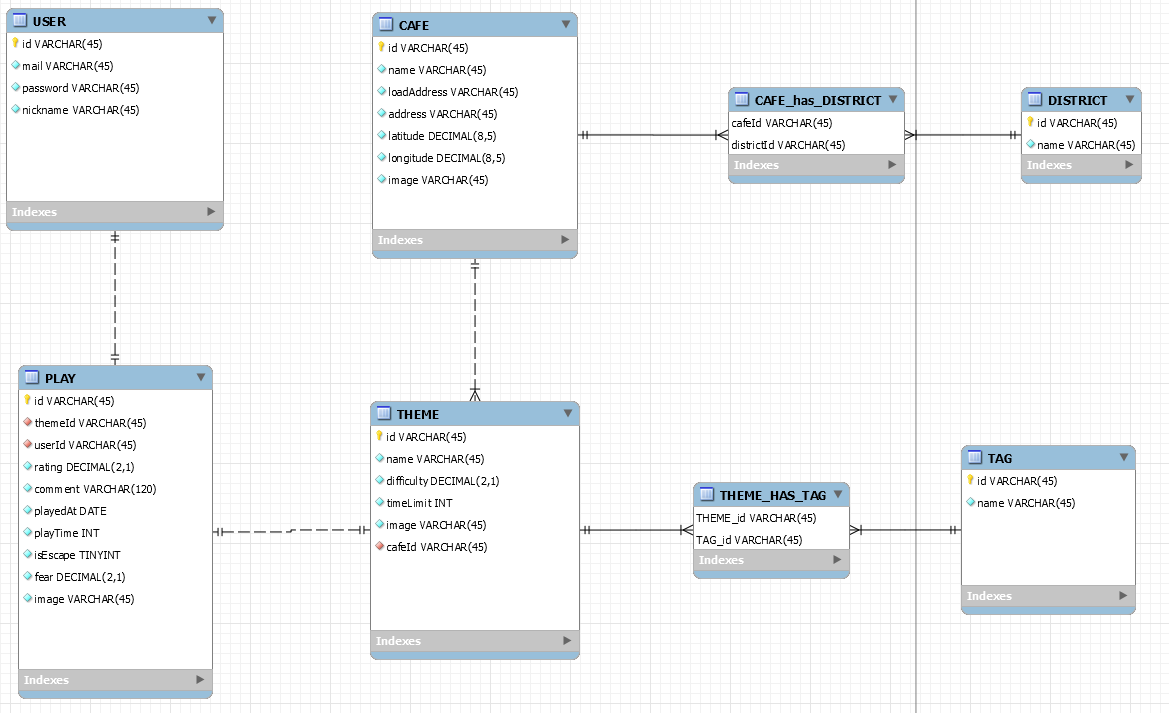 USER
id VARCHAR(45)
mail VARCHAR(45)
password VARCHAR(45)
nickname VARCHAR(45)
Indexes
CAFE
id VARCHAR(45)
name VARCHAR(45)
loadAddress VARCHAR(45)
address VARCHAR(45)
latitude DECIMAL(8,5)
longitude DECIMAL(8,5)
image VARCHAR(45)
Indexes
CAFE_has_DISTRICT
cafeId VARCHAR(45)
districtId VARCHAR(45)
Indexes
DISTRICT
id VARCHAR(45)
name VARCHAR(45)
Indexes
PLAY
id VARCHAR(45)
themeId VARCHAR(45)
userId VARCHAR(45)
rating DECIMAL(2,1)
comment VARCHAR(120)
playedAt DATE
playTime INT
isEscape TINYINT
fear DECIMAL(2,1)
image VARCHAR(45)
Indexes
THEME
id VARCHAR(45)
name VARCHAR(45)
difficulty DECIMAL(2,1)
timeLimit INT
image VARCHAR(45)
cafeId VARCHAR(45)
Indexes
THEME_HAS_TAG
THEME_id VARCHAR(45)
TAG_id VARCHAR(45)
Indexes
TAG
id VARCHAR(45)
name VARCHAR(45)
Indexes